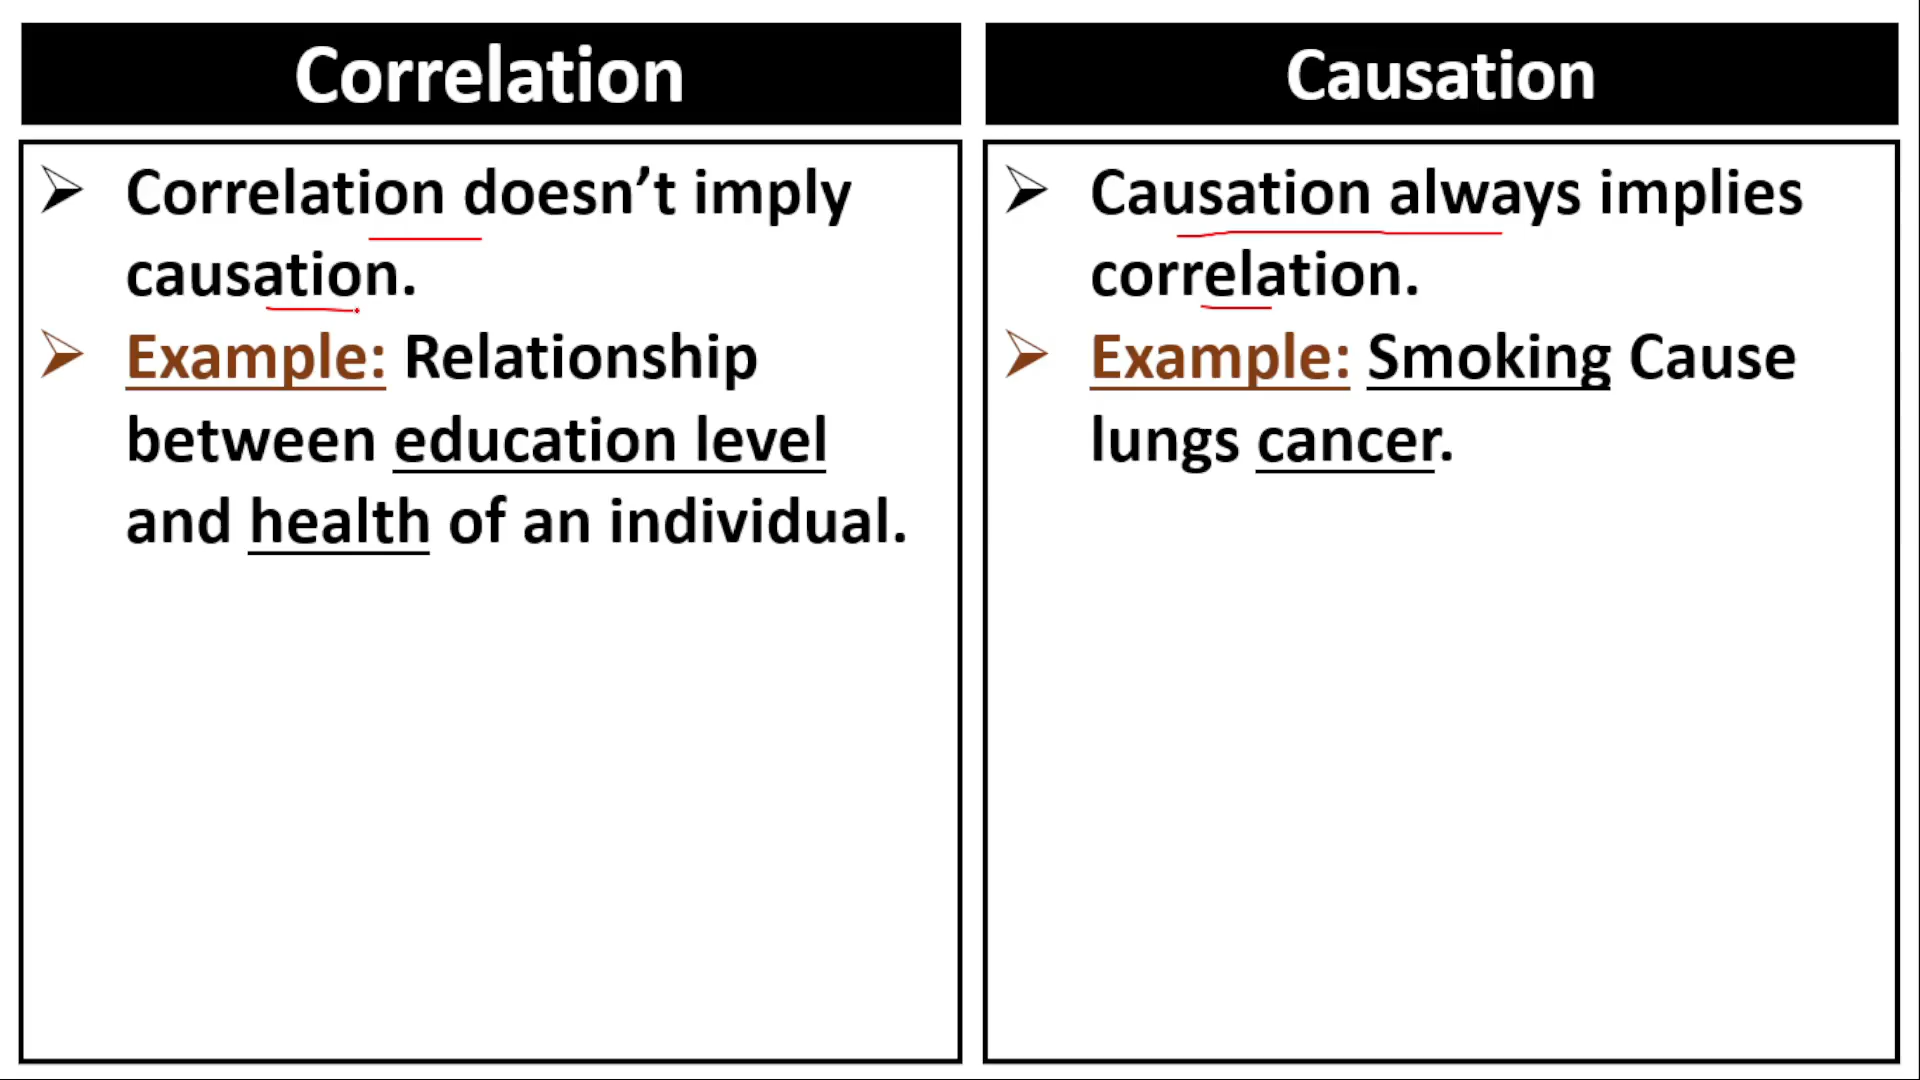 Correlation
Correlation doesn’t imply
causation.
Example: Relationship
between education level
and health of an individual.
Causation
Causation always implies
correlation.
Example: Smoking Cause
lungs cancer.